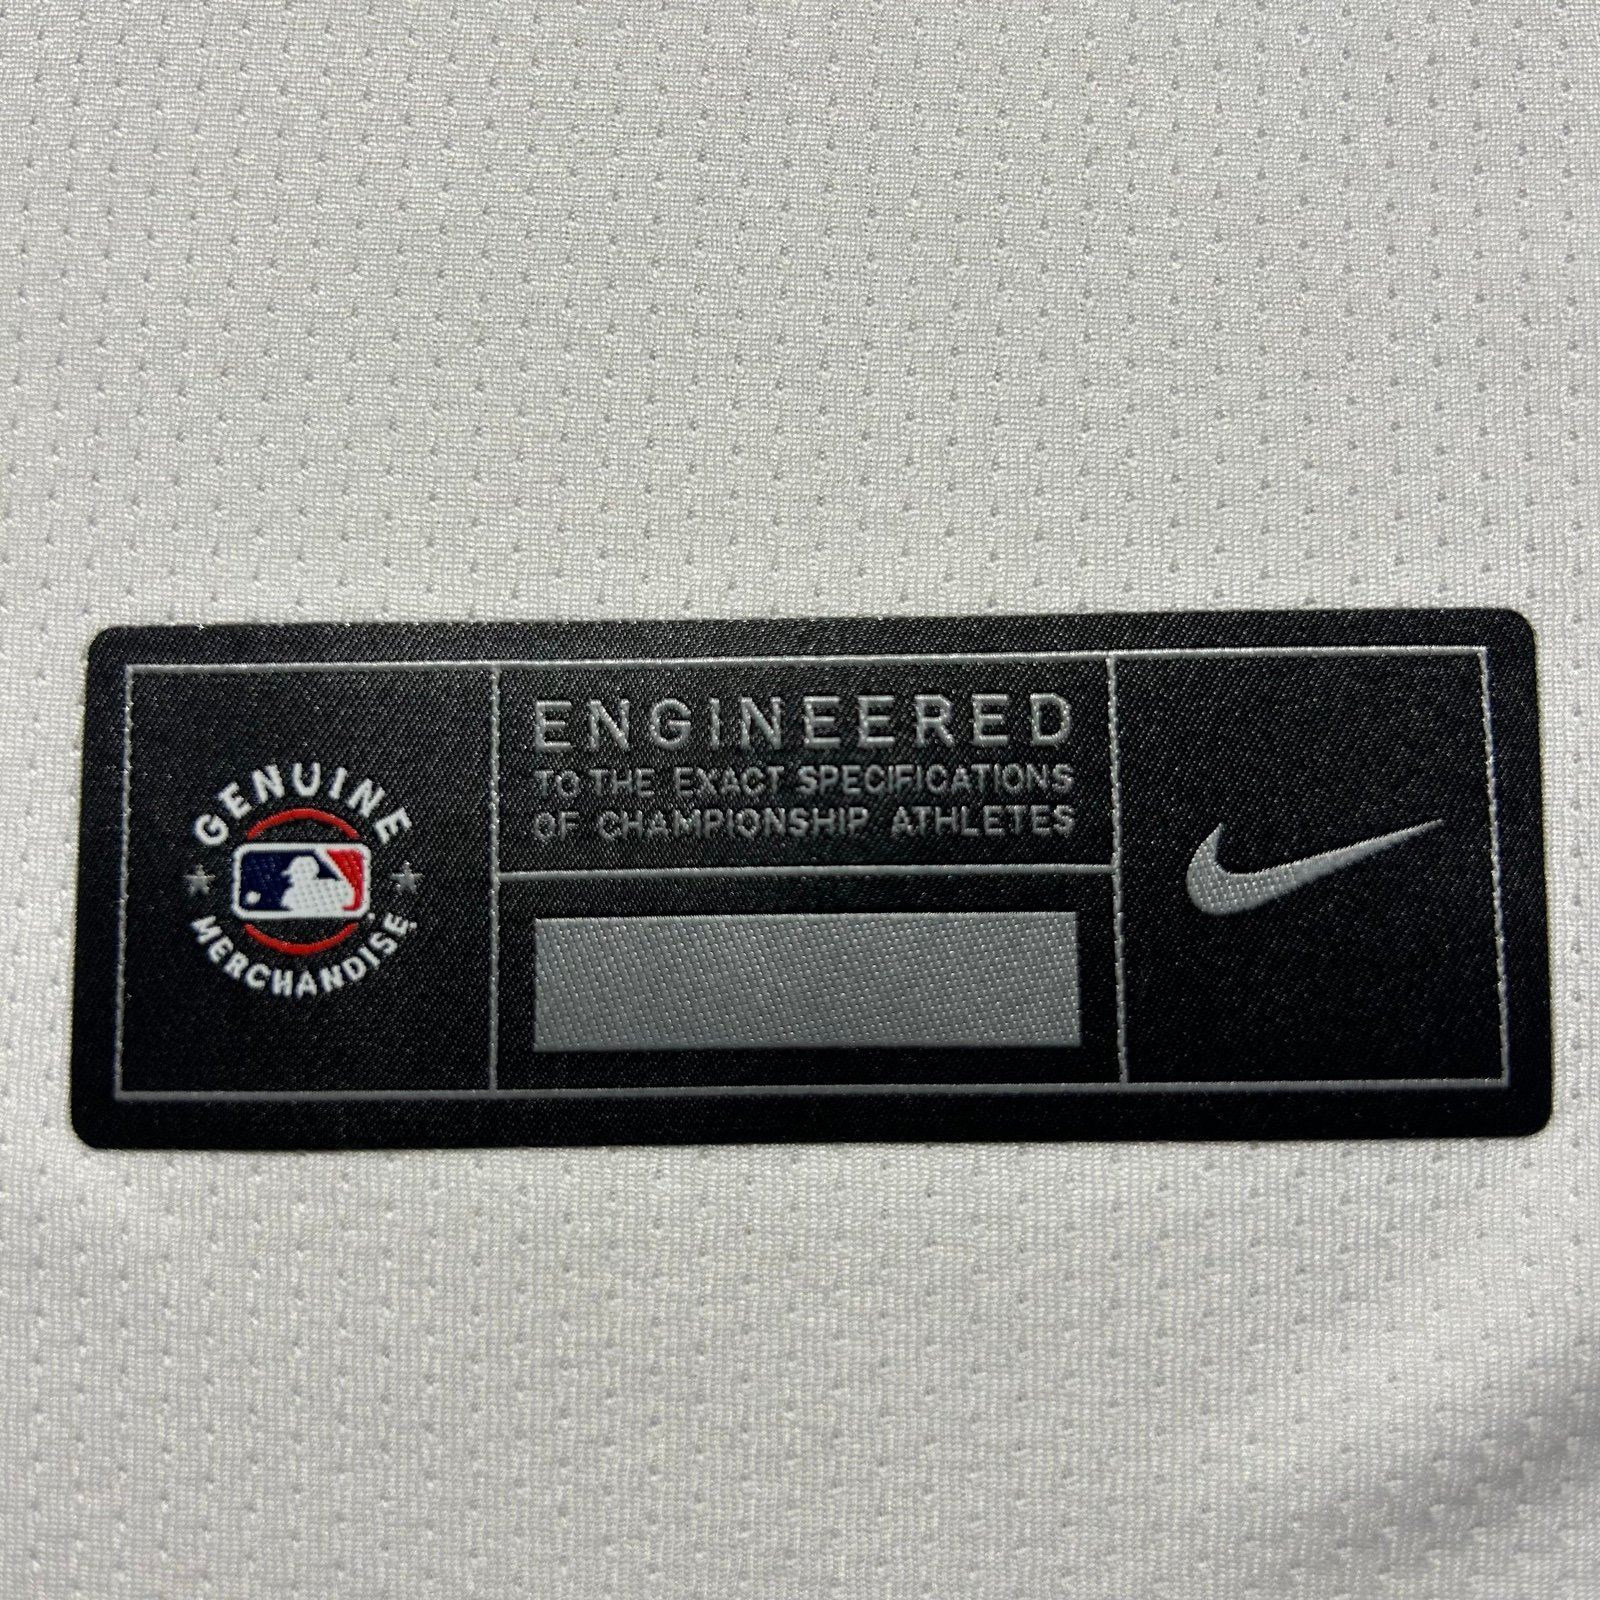 GENUINE
MERCHANDISE
ENGINEERED
TO THE EXACT SPECIFICATIONS
OF CHAMPIONSHIP ATHLETES